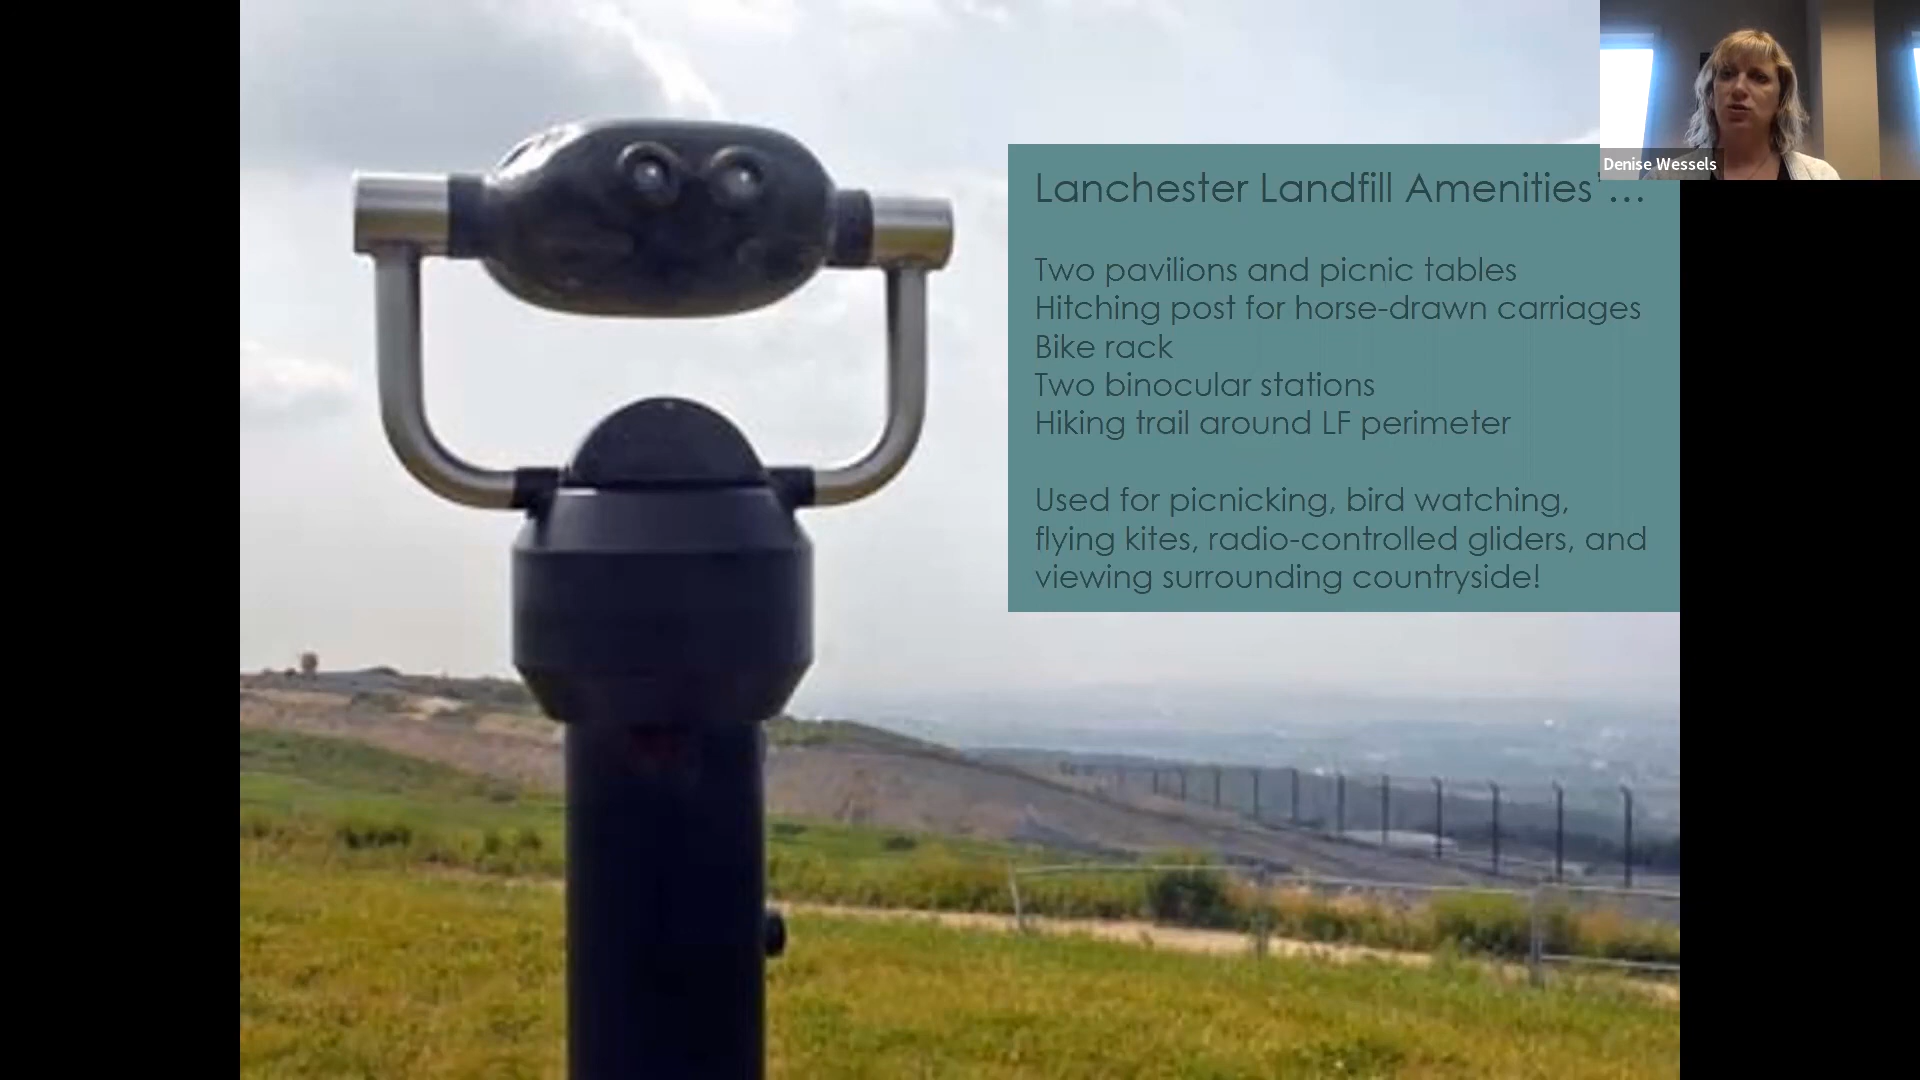 Denise Wessels
Lanchester Landfill Amenities'...
Two pavilions and picnic tables
Hitching post for horse-drawn carriages
Bike rack
Two binocular stations
Hiking trail around LF perimeter
Used for picnicking, bird watching,
flying kites, radio-controlled gliders, and
viewing surrounding countryside!